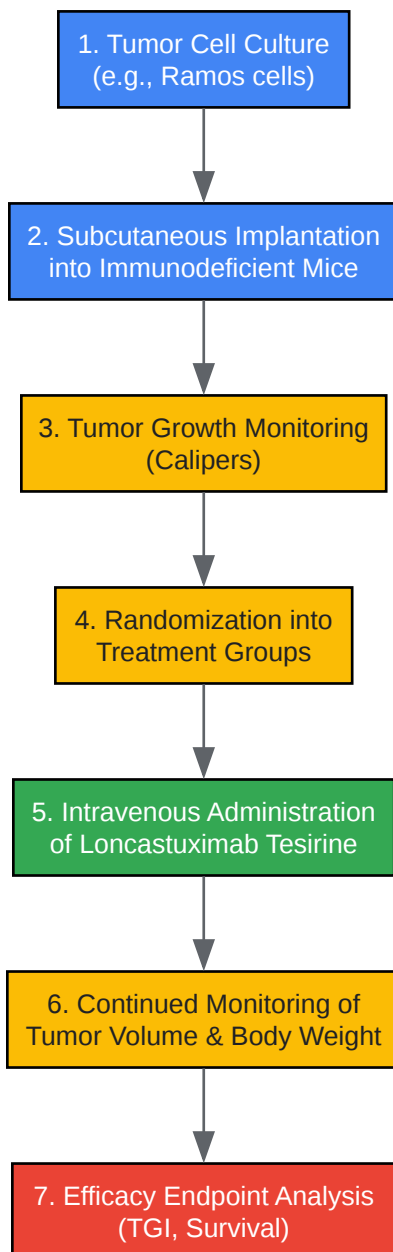 1. Tumor Cell Culture
(e.g., Ramos cells)
2. Subcutaneous Implantation
into Immunodeficient Mice
3. Tumor Growth Monitoring
(Calipers)
4. Randomization into
Treatment Groups
5. Intravenous Administration
of Loncastuximab Tesirine
6. Continued Monitoring of
Tumor Volume & Body Weight
7. Efficacy Endpoint Analysis
(TGI, Survival)